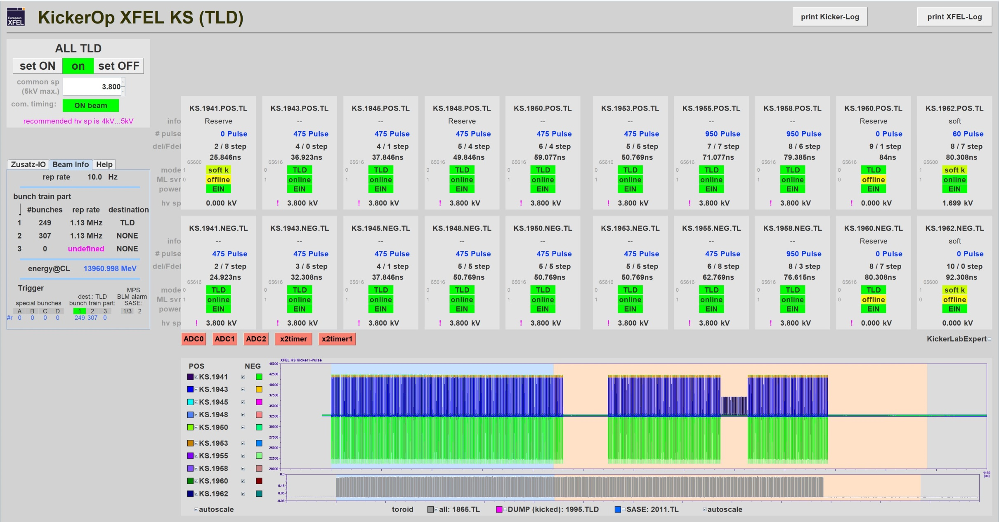 European
XFEL
KickerOp XFEL KS (TLD)
print Kicker-Log
print XFEL-Log
ALL TLD
set ON on set OFF
common sp
(5kV max.)
3.800
com. timing: ON beam
recommended hv sp is 4kV...5kV
Zusatz-IO Beam Info Help
rep rate 10.0 Hz
bunch train part
#bunches rep rate destination
1 249 1.13 MHz TLD
2 307 1.13 MHz NONE
3 0 undefined NONE
energy@CL 13960.998 MeV
Trigger
MPS
dest.: TLD BLM alarm
special bunches bunch train part: SASE:
A B C D 1 2 3 1/3 2
#r 0 0 0 0 249 307 0
KS.1941.POS.TL KS.1943.POS.TL KS.1945.POS.TL KS.1948.POS.TL KS.1950.POS.TL KS.1953.POS.TL KS.1955.POS.TL KS.1958.POS.TL KS.1960.POS.TL KS.1962.POS.TL
info Reserve -- -- Reserve -- -- -- -- Reserve soft
# pulse 0 Pulse 475 Pulse 475 Pulse 475 Pulse 475 Pulse 475 Pulse 950 Pulse 950 Pulse 0 Pulse 60 Pulse
del/Fdel 2 / 8 step 4 / 0 step 4 / 1 step 5 / 4 step 6 / 4 step 5 / 5 step 7 / 7 step 8 / 6 step 9 / 1 step 8 / 7 step
25.846ns 36.923ns 37.846ns 49.846ns 59.077ns 50.769ns 71.077ns 79.385ns 84ns 80.308ns
65600 65616 65616 65616 65616 65616 65616 65616 65616 65600
mode 1 soft k 0 TLD 0 TLD 0 TLD 0 TLD 0 TLD 0 TLD 0 TLD 0 TLD 1 soft k
ML svr 0 offline 1 online 1 online 1 online 1 online 1 online 1 online 1 online 0 offline 1 online
power EIN EIN EIN EIN EIN EIN EIN EIN EIN EIN
hv sp 0.000 kV ! 3.800 kV ! 3.800 kV ! 3.800 kV ! 3.800 kV ! 3.800 kV ! 3.800 kV ! 3.800 kV ! 0.000 kV 1.699 kV
KS.1941.NEG.TL KS.1943.NEG.TL KS.1945.NEG.TL KS.1948.NEG.TL KS.1950.NEG.TL KS.1953.NEG.TL KS.1955.NEG.TL KS.1958.NEG.TL KS.1960.NEG.TL KS.1962.NEG.TL
info -- -- -- -- -- -- -- -- Reserve soft
# pulse 475 Pulse 475 Pulse 475 Pulse 475 Pulse 475 Pulse 475 Pulse 475 Pulse 950 Pulse 0 Pulse 0 Pulse
del/Fdel 2 / 7 step 3 / 5 step 4 / 1 step 5 / 5 step 5 / 5 step 5 / 5 step 6 / 8 step 8 / 3 step 8 / 7 step 10 / 0 step
24.923ns 32.308ns 37.846ns 50.769ns 50.769ns 50.769ns 62.769ns 76.615ns 80.308ns 92.308ns
65616 65616 65616 65616 65616 65616 65616 65616 65616 65600
mode 0 TLD 0 TLD 0 TLD 0 TLD 0 TLD 0 TLD 0 TLD 0 TLD 0 TLD 1 soft k
ML svr 1 online 1 online 1 online 1 online 1 online 1 online 1 online 1 online 0 offline 0 offline
power EIN EIN EIN EIN EIN EIN EIN EIN EIN EIN
hv sp ! 3.800 kV ! 3.800 kV ! 3.800 kV ! 3.800 kV ! 3.800 kV ! 3.800 kV ! 3.800 kV ! 3.800 kV ! 0.000 kV 0.000 kV
ADC0 ADC1 ADC2 x2timer x2timer1
KickerLabExpert
POS NEG
KS.1941
KS.1943
KS.1945
KS.1948
KS.1950
KS.1953
KS.1955
KS.1958
KS.1960
KS.1962
autoscale
XFEL KS Kicker i-Pulse
45000
42500
40000
37500
35000
32500
30000
27500
25000
22500
20000
1450
[us]
0.3
0.15
0.05
-0.05
toroid all: 1865.TL DUMP (kicked): 1995.TLD SASE: 2011.TL autoscale